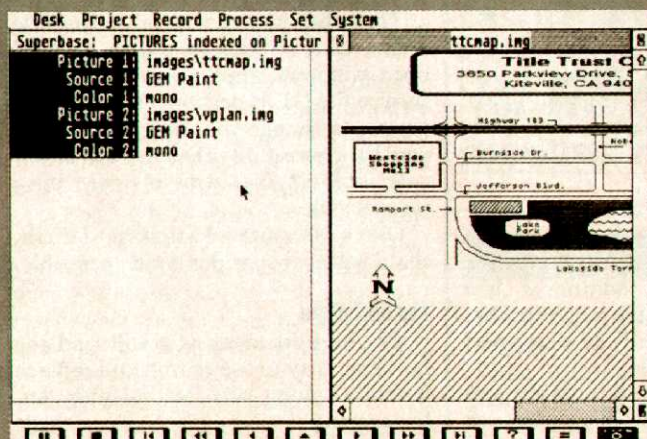 Desk Project Record Process Set System
Superbase: PICTURES indexed on Pictur
Picture 1: images\ttcmap.img
Source 1: GEM Paint
Color 1: mono
Picture 2: images\vplan.img
Source 2: GEM Paint
Color 2: mono
ttcmap.img
Title Trust C
3650 Parkview Drive, S
Kiteville, CA 940
Highway 103
Burnside Dr.
Westside
Shopping
Mall
Jefferson Blvd.
Rampart St.
Lake
Park
Lakeside Terr
N
? =